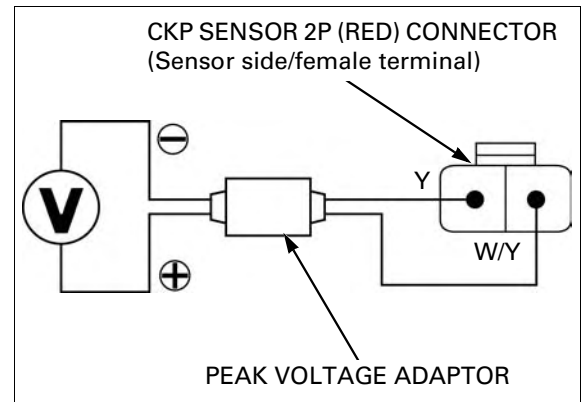 CKP SENSOR 2P (RED) CONNECTOR
(Sensor side/female terminal)
−
Y
V
W/Y
+
PEAK VOLTAGE ADAPTOR